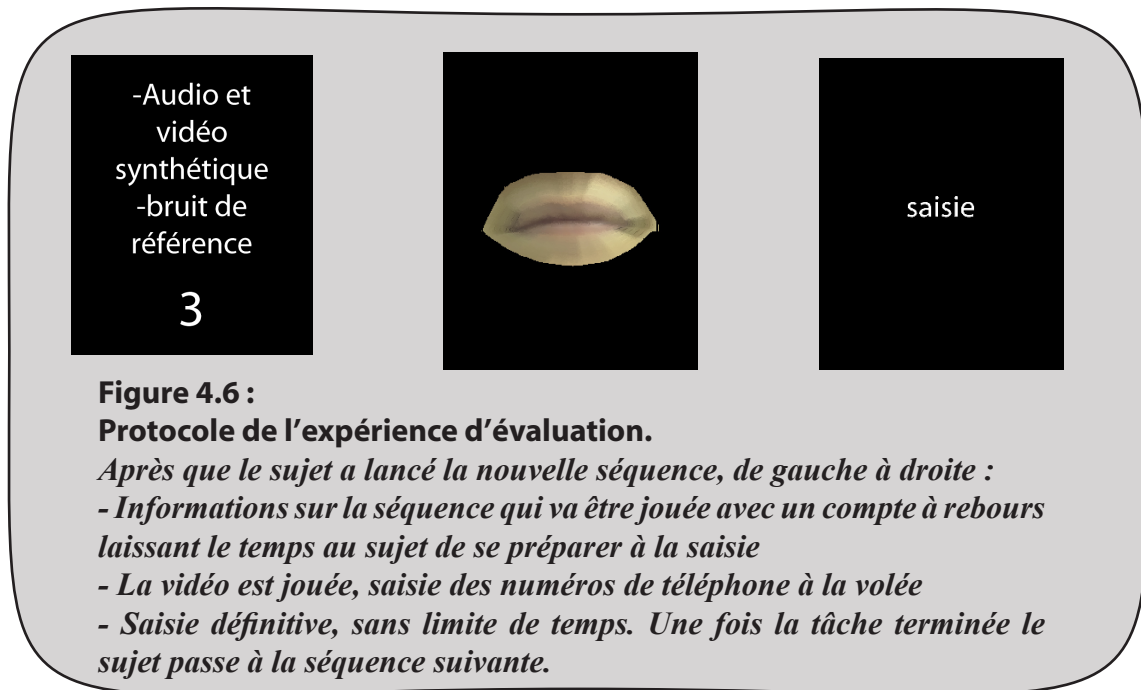 -Audio et
vidéo
synthétique
-bruit de
référence
3
saisie
Figure 4.6 :
Protocole de l’expérience d’évaluation.
Après que le sujet a lancé la nouvelle séquence, de gauche à droite :
- Informations sur la séquence qui va être jouée avec un compte à rebours
laissant le temps au sujet de se préparer à la saisie
- La vidéo est jouée, saisie des numéros de téléphone à la volée
- Saisie définitive, sans limite de temps. Une fois la tâche terminée le
sujet passe à la séquence suivante.